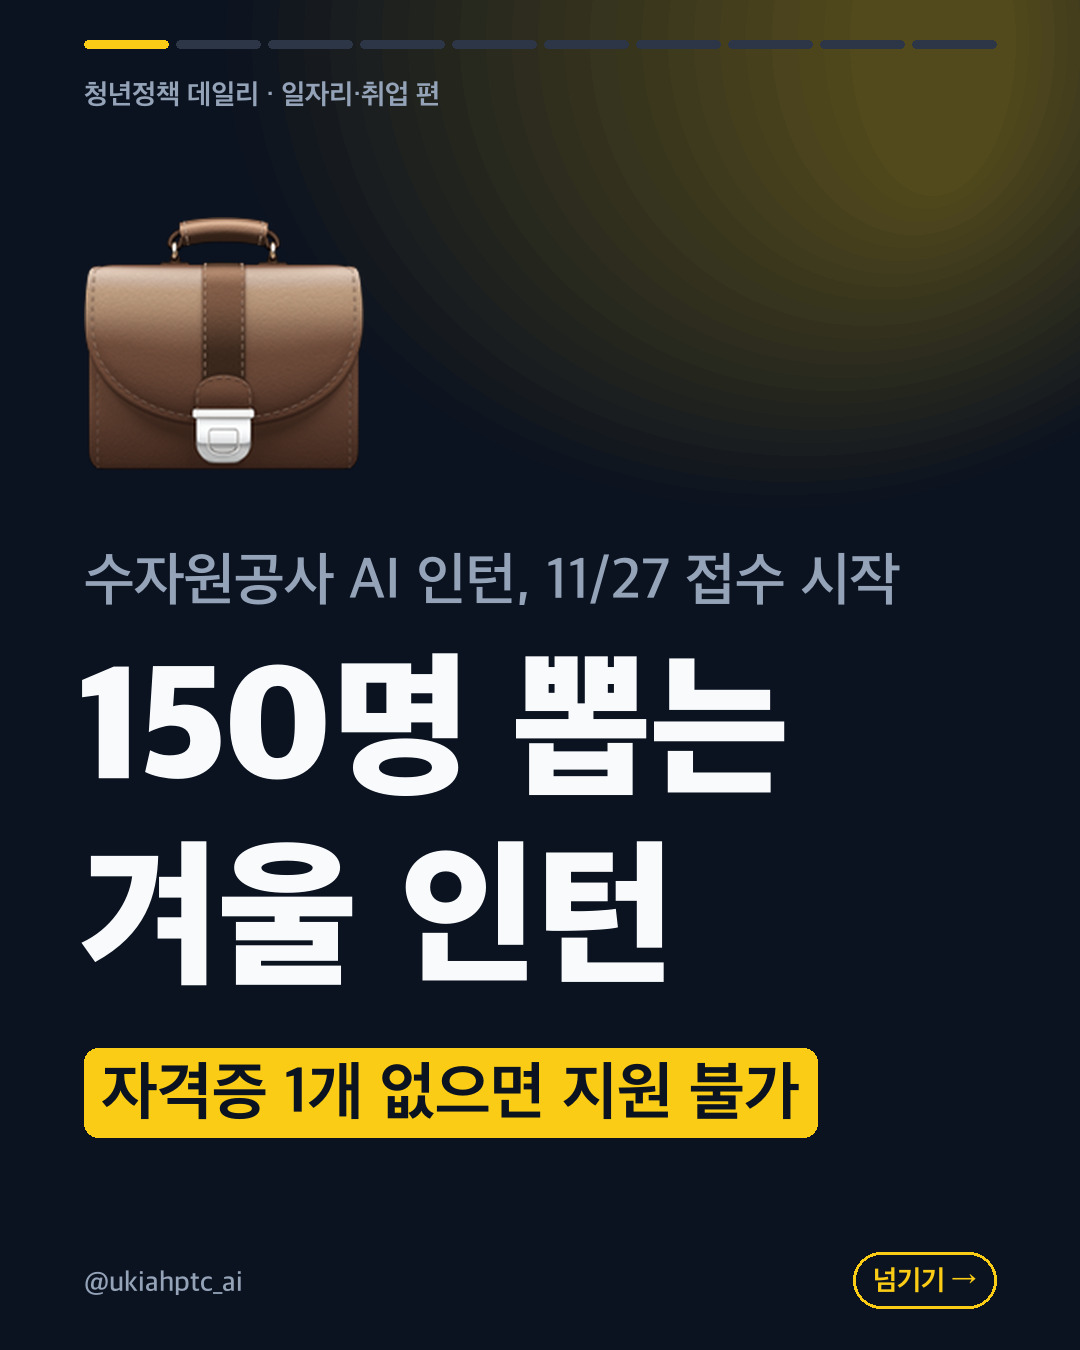 청년정책 데일리 · 일자리·취업 편
수자원공사 AI 인턴, 11/27 접수 시작
150명 뽑는
겨울 인턴
자격증 1개 없으면 지원 불가
@ukiahptc_ai
넘기기 →